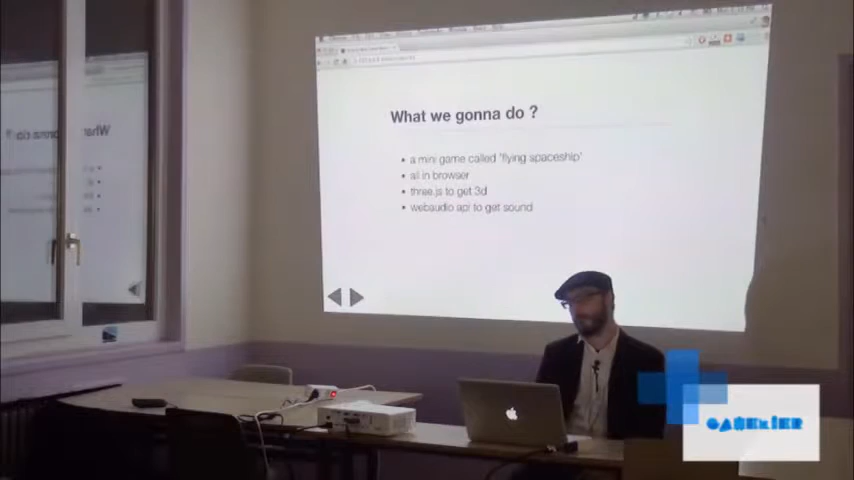 What we gonna do ?
• a mini game called 'flying spaceship'
• all in browser
• three.js to get 3d
• webaudio api to get sound